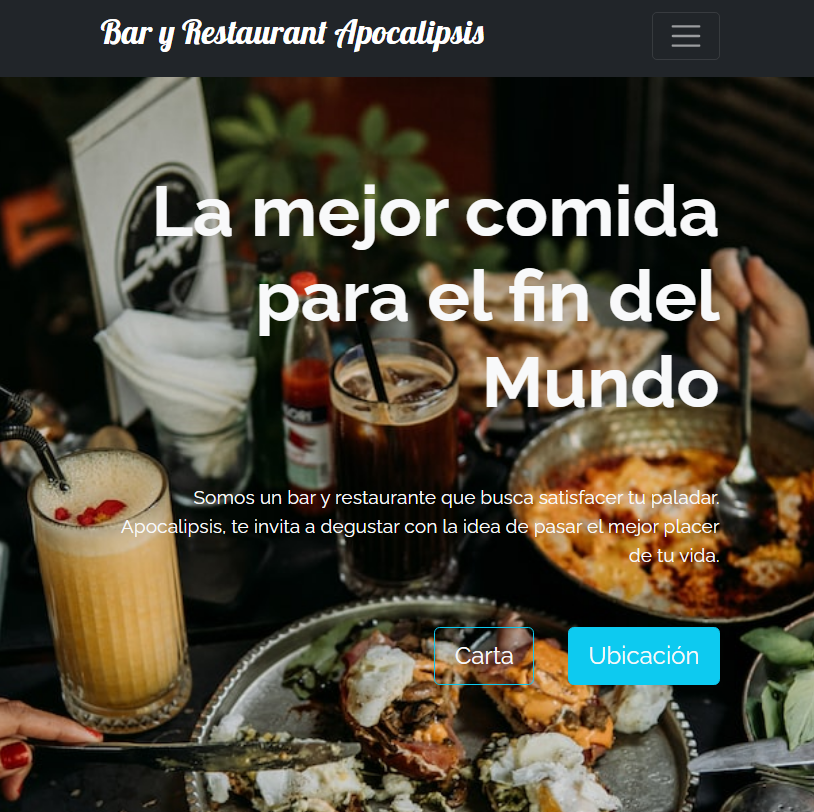 Bar y Restaurant Apocalipsis
La mejor comida
para el fin del
Mundo
Somos un bar y restaurante que busca satisfacer tu paladar.
Apocalipsis, te invita a degustar con la idea de pasar el mejor placer
de tu vida.
Carta Ubicación